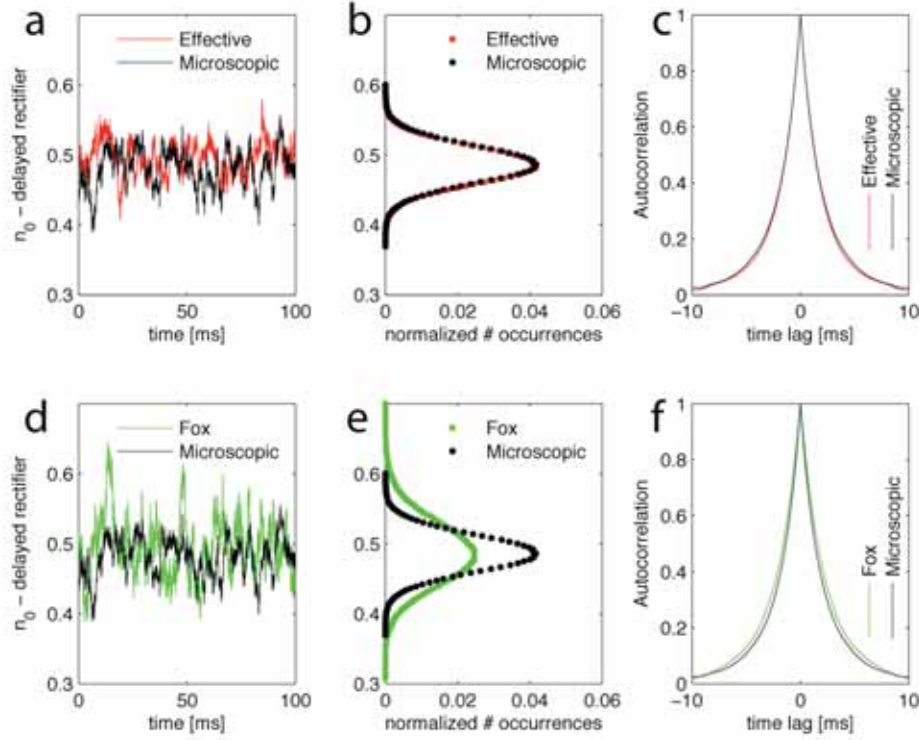 a
Effective
Microscopic
0.6
0.5
0.4
0.3
n0 – delayed rectifier
0
50
100
time [ms]
b
Effective
Microscopic
0.6
0.5
0.4
0.3
0
0.02
0.04
0.06
normalized # occurrences
c
1
0.8
0.6
0.4
0.2
0
Autocorrelation
Effective
Microscopic
−10
0
10
time lag [ms]
d
Fox
Microscopic
0.6
0.5
0.4
0.3
n0 – delayed rectifier
0
50
100
time [ms]
e
Fox
Microscopic
0.6
0.5
0.4
0.3
0
0.02
0.04
0.06
normalized # occurrences
f
1
0.8
0.6
0.4
0.2
0
Autocorrelation
Fox
Microscopic
−10
0
10
time lag [ms]